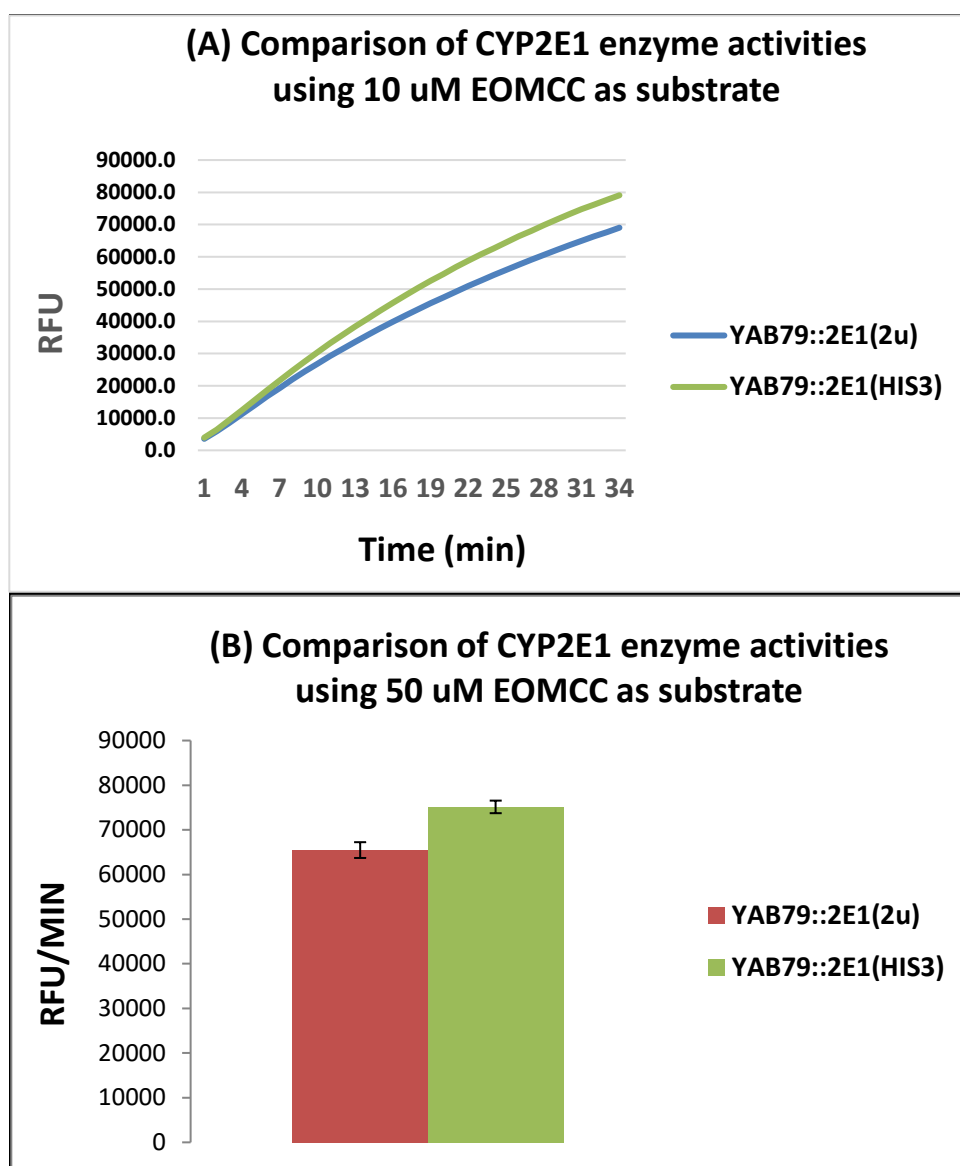 (A) Comparison of CYP2E1 enzyme activities
using 10 uM EOMCC as substrate
90000.0
80000.0
70000.0
60000.0
50000.0
40000.0
30000.0
20000.0
10000.0
0.0
RFU
1 4 7 10 13 16 19 22 25 28 31 34
Time (min)
YAB79::2E1(2u)
YAB79::2E1(HIS3)
(B) Comparison of CYP2E1 enzyme activities
using 50 uM EOMCC as substrate
90000
80000
70000
60000
50000
40000
30000
20000
10000
0
RFU/MIN
YAB79::2E1(2u)
YAB79::2E1(HIS3)